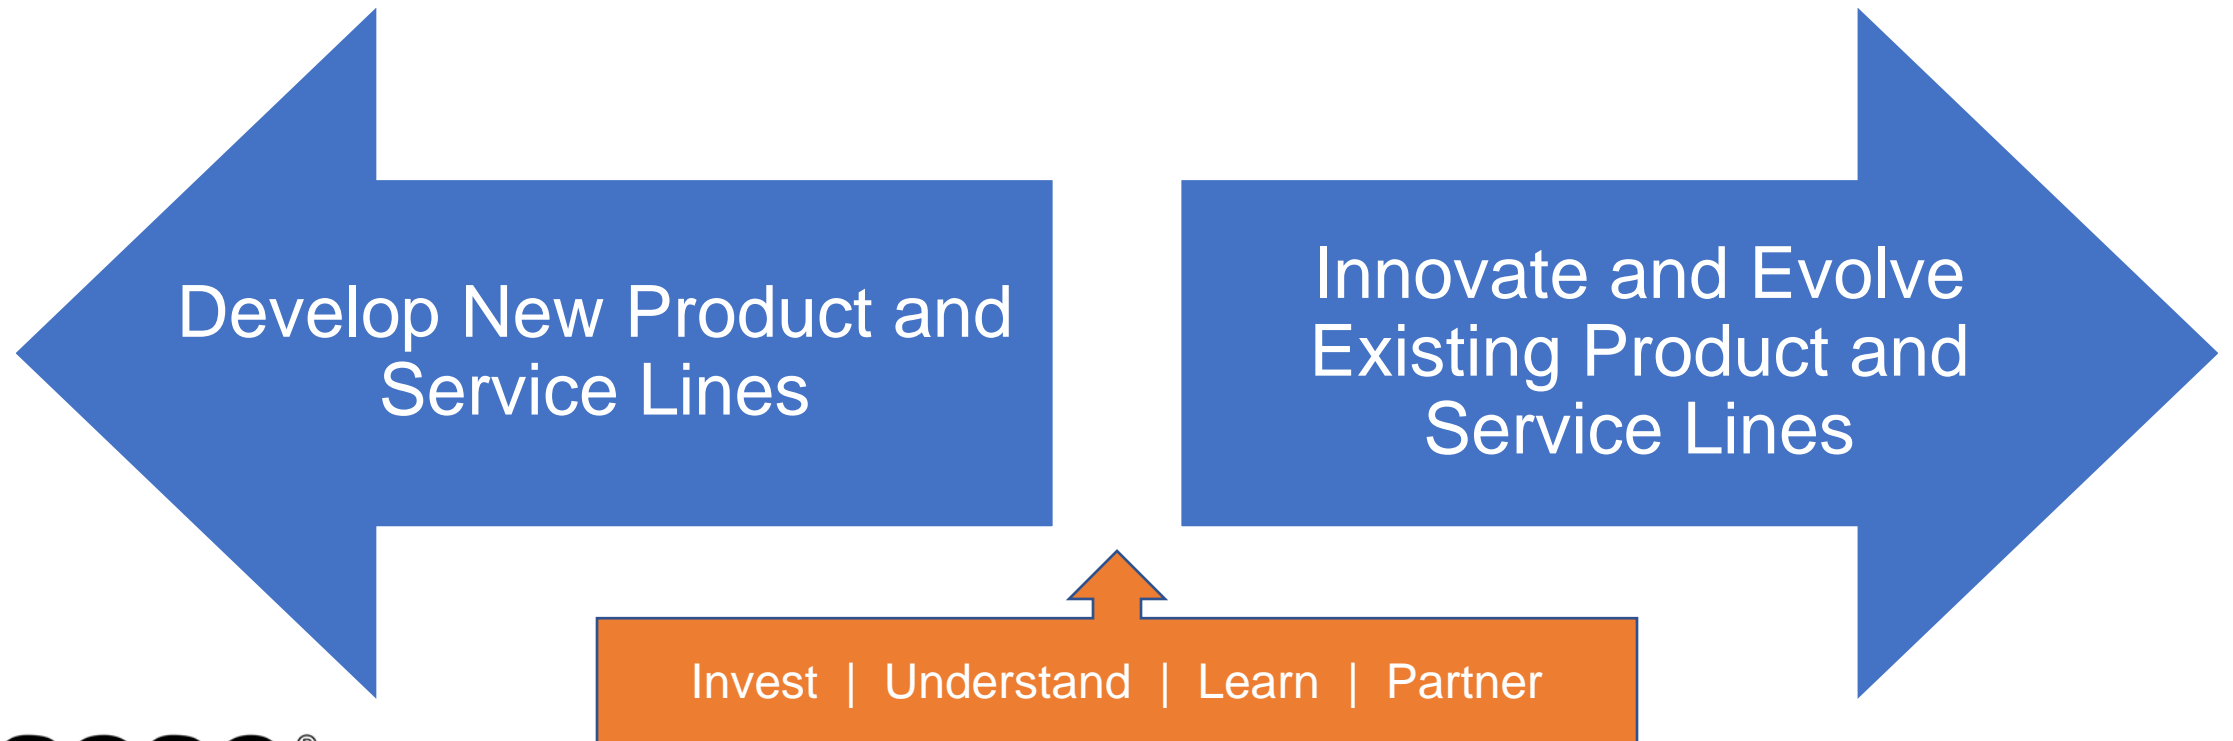 Develop New Product and
Service Lines
Innovate and Evolve
Existing Product and
Service Lines
Invest | Understand | Learn | Partner
®